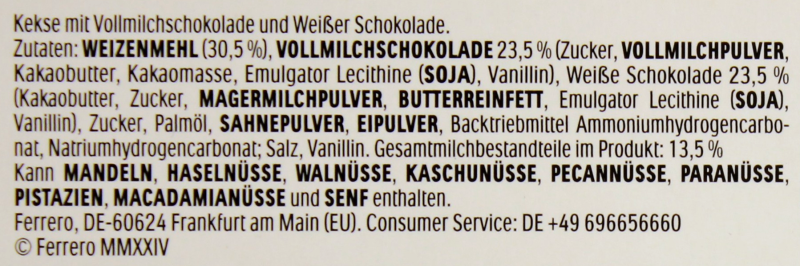 Kekse mit Vollmilchschokolade und Weißer Schokolade.
Zutaten: WEIZENMEHL (30,5%), VOLLMILCHSCHOKOLADE 23,5% (Zucker, VOLLMILCHPULVER,
Kakaobutter, Kakaomasse, Emulgator Lecithine (SOJA), Vanillin), Weiße Schokolade 23,5 %
(Kakaobutter, Zucker, MAGERMILCHPULVER, BUTTERREINFETT, Emulgator Lecithine (SOJA),
Vanillin), Zucker, Palmöl, SAHNEPULVER, EIPULVER, Backtriebmittel Ammoniumhydrogencarbo-
nat, Natriumhydrogencarbonat; Salz, Vanillin. Gesamtmilchbestandteile im Produkt: 13,5%
Kann MANDELN, HASELNÜSSE, WALNÜSSE, KASCHUNÜSSE, PECANNÜSSE, PARANÜSSE,
PISTAZIEN, MACADAMIANÜSSE und SENF enthalten.
Ferrero, DE-60624 Frankfurt am Main (EU). Consumer Service: DE +49 696656660
© Ferrero MMXXIV